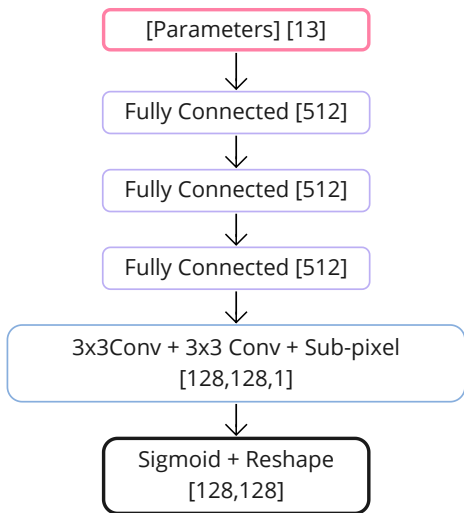 [Parameters] [13]
Fully Connected [512]
Fully Connected [512]
Fully Connected [512]
3x3Conv + 3x3 Conv + Sub-pixel
[128,128,1]
Sigmoid + Reshape
[128,128]